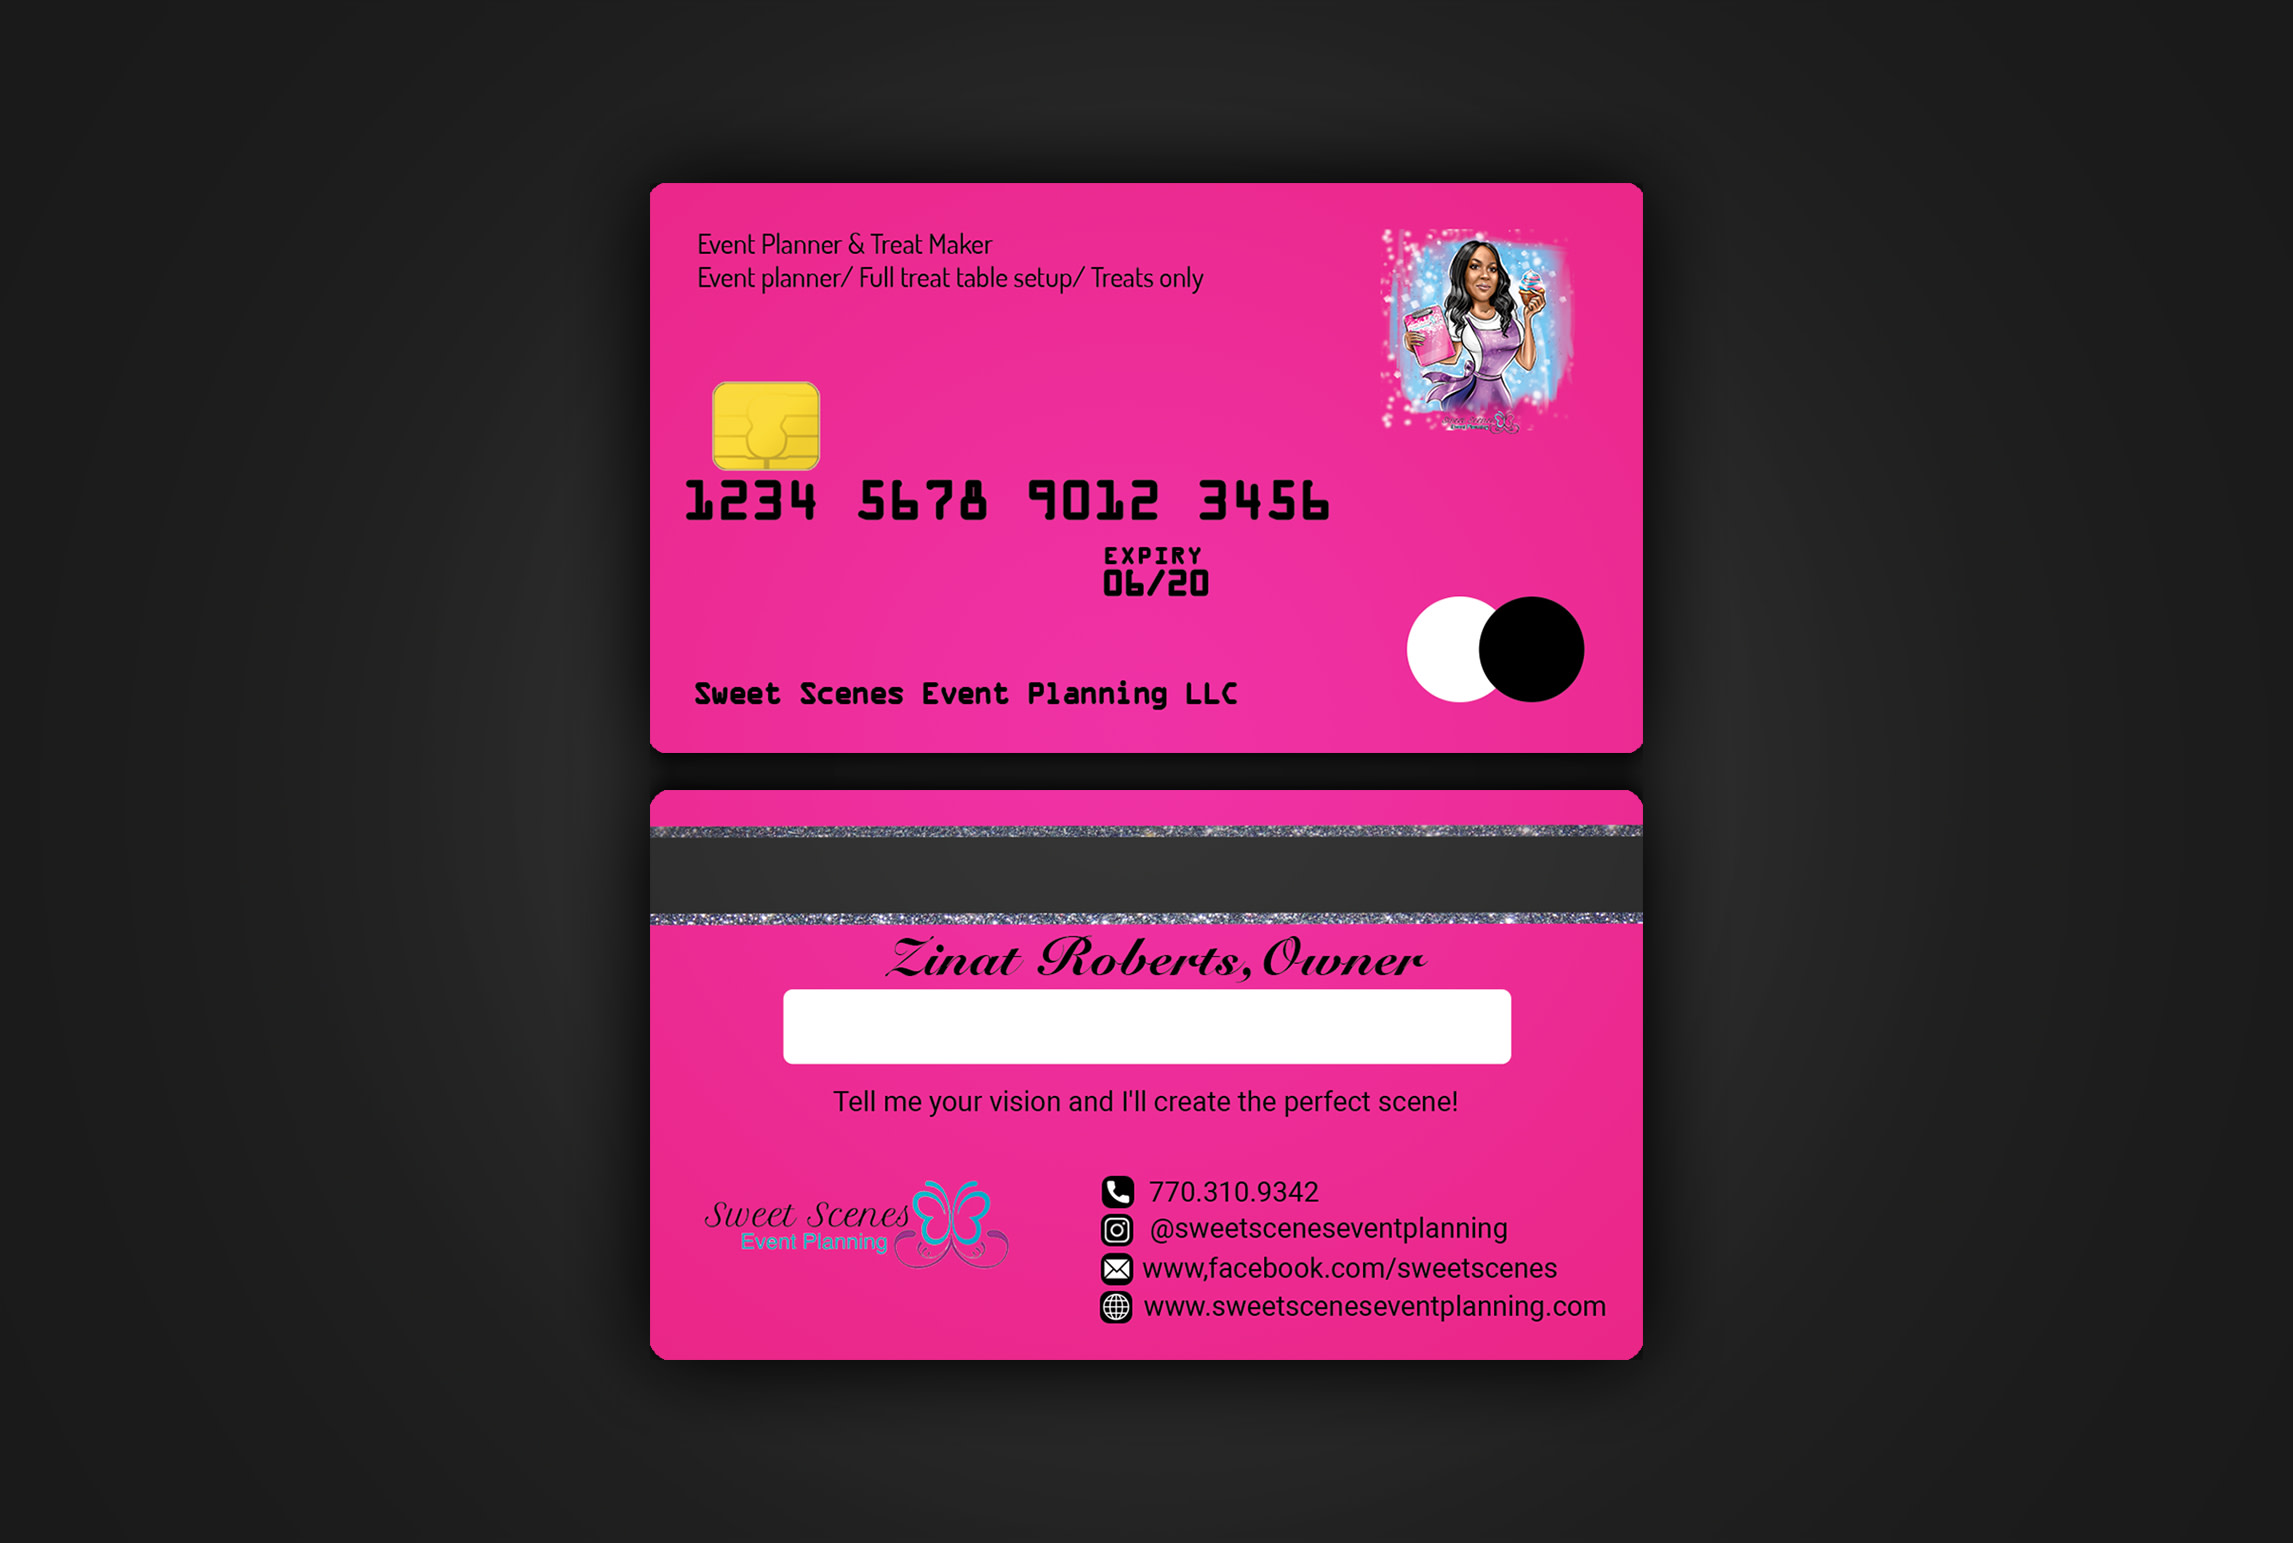 Event Planner & Treat Maker
Event planner/ Full treat table setup/ Treats only
1234 5678 9012 3456
EXPIRY
06/20
Sweet Scenes Event Planning LLC
Zinat Roberts, Owner
Tell me your vision and I'll create the perfect scene!
Sweet Scenes
Event Planning
770.310.9342
@sweetsceneseventplanning
www,facebook.com/sweetscenes
www.sweetsceneseventplanning.com